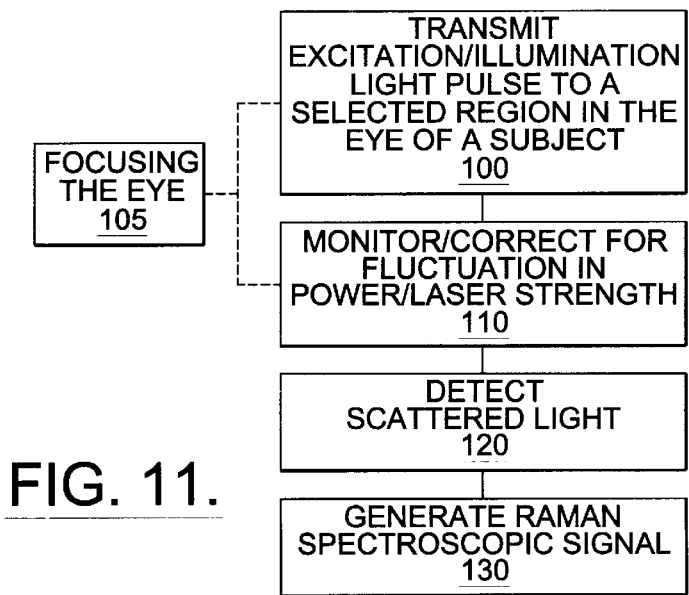 TRANSMIT
EXCITATION/ILLUMINATION
LIGHT PULSE TO A
SELECTED REGION IN THE
EYE OF A SUBJECT
100
FOCUSING
THE EYE
105
MONITOR/CORRECT FOR
FLUCTUATION IN
POWER/LASER STRENGTH
110
DETECT
SCATTERED LIGHT
120
GENERATE RAMAN
SPECTROSCOPIC SIGNAL
130
FIG. 11.